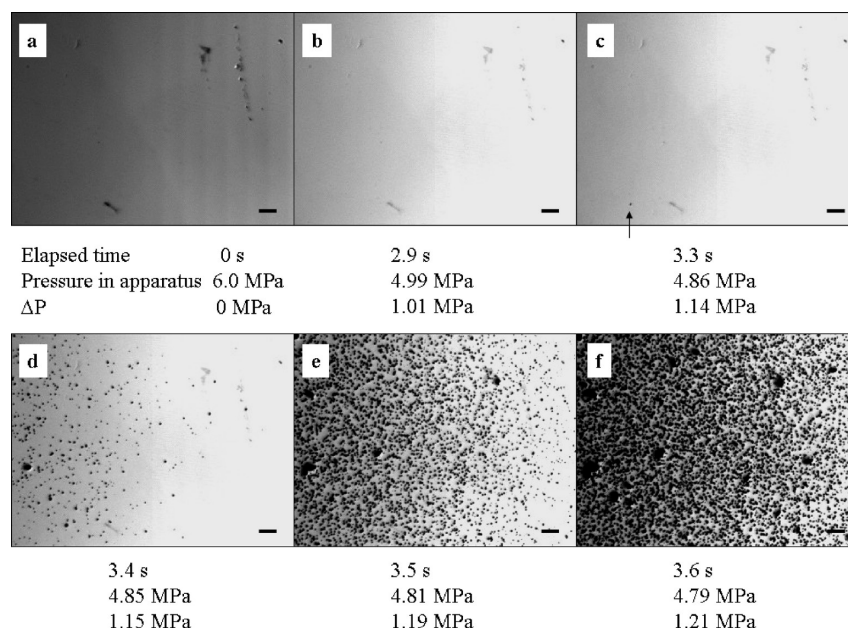 a b c
Elapsed time 0 s 2.9 s 3.3 s
Pressure in apparatus 6.0 MPa 4.99 MPa 4.86 MPa
ΔP 0 MPa 1.01 MPa 1.14 MPa
d e f
3.4 s 3.5 s 3.6 s
4.85 MPa 4.81 MPa 4.79 MPa
1.15 MPa 1.19 MPa 1.21 MPa